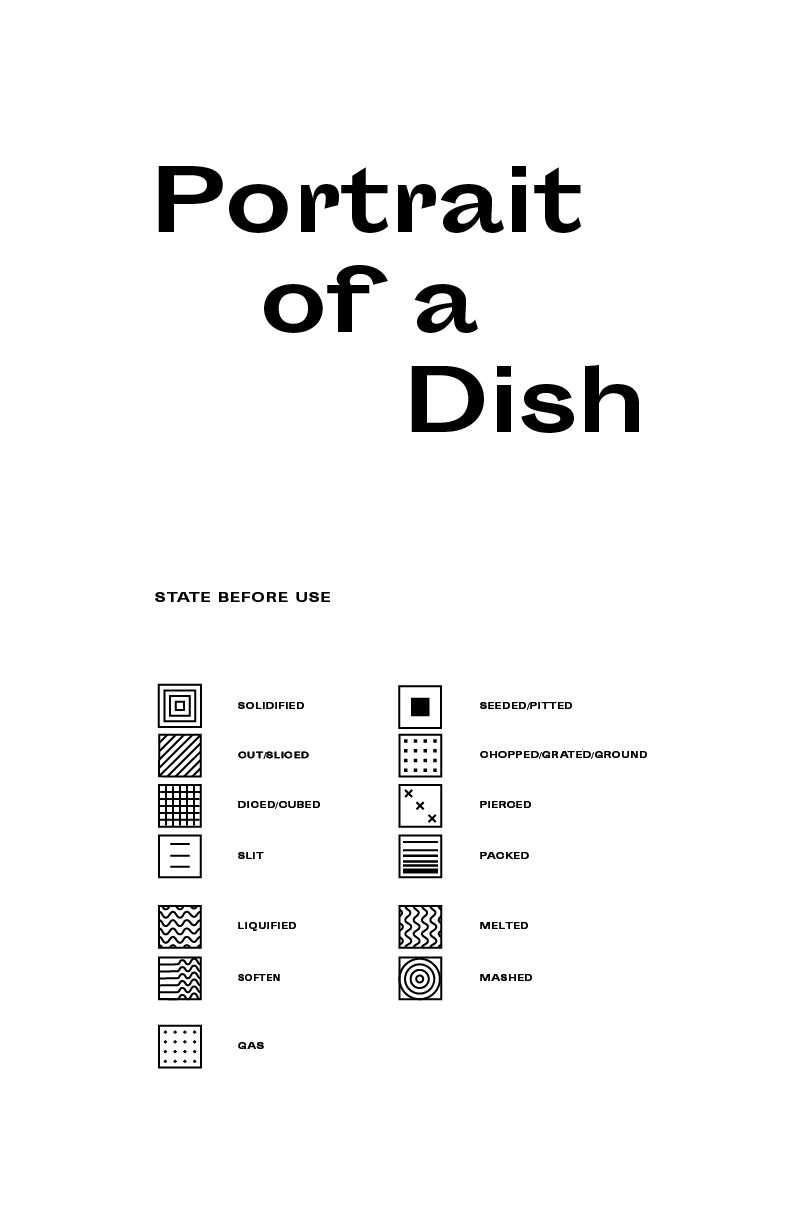 Portrait
of a
Dish
STATE BEFORE USE
SOLIDIFIED
SEEDED/PITTED
CUT/SLICED
CHOPPED/GRATED/GROUND
DICED/CUBED
PIERCED
SLIT
PACKED
LIQUIFIED
MELTED
SOFTEN
MASHED
GAS